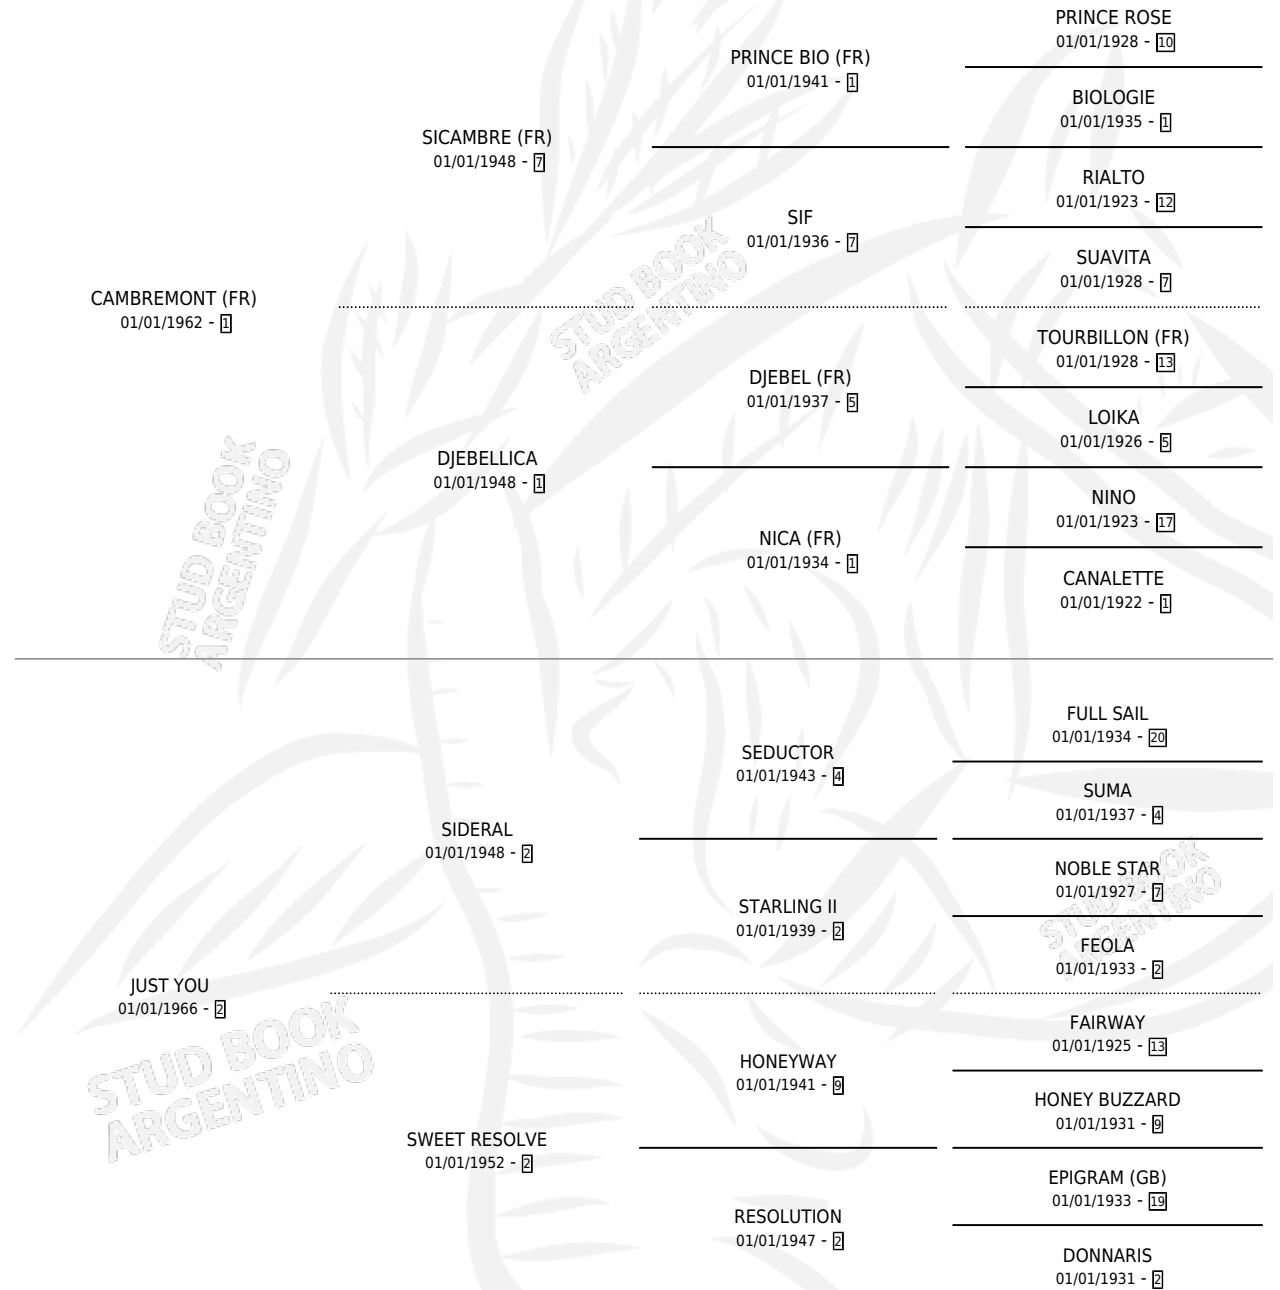 PRINCE ROSE
01/01/1928 - 10
PRINCE BIO (FR)
01/01/1941 - 1
BIOLOGIE
01/01/1935 - 1
SICAMBRE (FR)
01/01/1948 - 7
RIALTO
01/01/1923 - 12
SIF
01/01/1936 - 7
SUAVITA
01/01/1928 - 7
CAMBREMONT (FR)
01/01/1962 - 1
STUD BOOK
ARGENTINO
TOURBILLON (FR)
01/01/1928 - 13
DJEBEL (FR)
01/01/1937 - 5
LOIKA
01/01/1926 - 5
DJEBELLICA
01/01/1948 - 1
NINO
01/01/1923 - 17
NICA (FR)
01/01/1934 - 1
CANALETTE
01/01/1922 - 1
STUD BOOK
ARGENTINO
FULL SAIL
01/01/1934 - 20
SEDUCTOR
01/01/1943 - 4
SUMA
01/01/1937 - 4
SIDERAL
01/01/1948 - 2
NOBLE STAR
01/01/1927 - 7
STARLING II
01/01/1939 - 2
STUD BOOK
ARGENTINO
FEOLA
01/01/1933 - 2
JUST YOU
01/01/1966 - 2
FAIRWAY
01/01/1925 - 13
HONEYWAY
01/01/1941 - 9
HONEY BUZZARD
01/01/1931 - 9
STUD BOOK
ARGENTINO
SWEET RESOLVE
01/01/1952 - 2
EPIGRAM (GB)
01/01/1933 - 19
RESOLUTION
01/01/1947 - 2
DONNARIS
01/01/1931 - 2